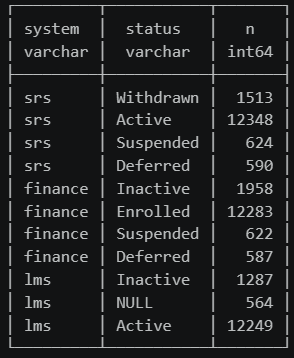 system status n
varchar varchar int64
srs Withdrawn 1513
srs Active 12348
srs Suspended 624
srs Deferred 590
finance Inactive 1958
finance Enrolled 12283
finance Suspended 622
finance Deferred 587
lms Inactive 1287
lms NULL 564
lms Active 12249